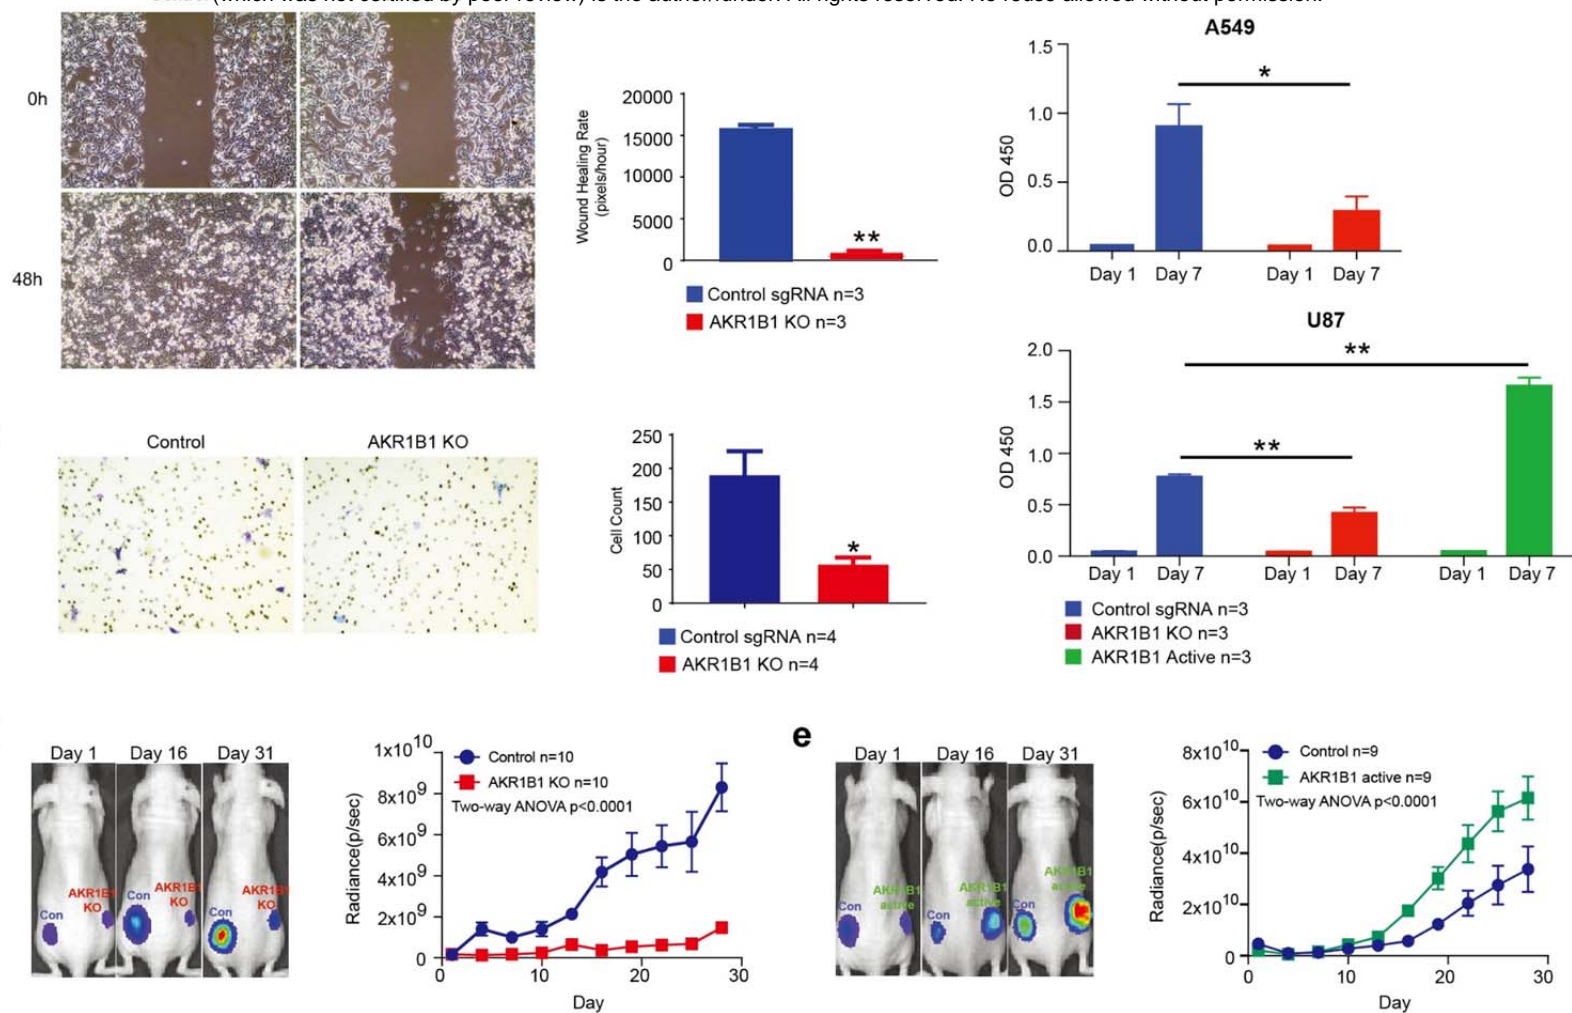 (which was not certified by peer review) is the author/funder. All rights reserved. No reuse allowed without permission.
0h
48h
20000
15000
10000
5000
0
Wound Healing Rate
(pixels/hour)
**
Control sgRNA n=3
AKR1B1 KO n=3
A549
1.5
1.0
0.5
0.0
OD 450
*
Day 1 Day 7 Day 1 Day 7
U87
2.0
1.5
1.0
0.5
0.0
OD 450
**
**
Day 1 Day 7 Day 1 Day 7 Day 1 Day 7
Control sgRNA n=3
AKR1B1 KO n=3
AKR1B1 Active n=3
Control AKR1B1 KO
250
200
150
100
50
0
Cell Count
*
Control sgRNA n=4
AKR1B1 KO n=4
Day 1 Day 16 Day 31
Con AKR1B1 KO
Con AKR1B1 KO
Con AKR1B1 KO
1x10¹⁰
8x10⁹
6x10⁹
4x10⁹
2x10⁹
0
Radiance(p/sec)
Control n=10
AKR1B1 KO n=10
Two-way ANOVA p<0.0001
0 10 20 30
Day
e
Day 1 Day 16 Day 31
Con AKR1B1 active
Con AKR1B1 active
Con AKR1B1 active
8x10¹⁰
6x10¹⁰
4x10¹⁰
2x10¹⁰
0
Radiance(p/sec)
Control n=9
AKR1B1 active n=9
Two-way ANOVA p<0.0001
0 10 20 30
Day